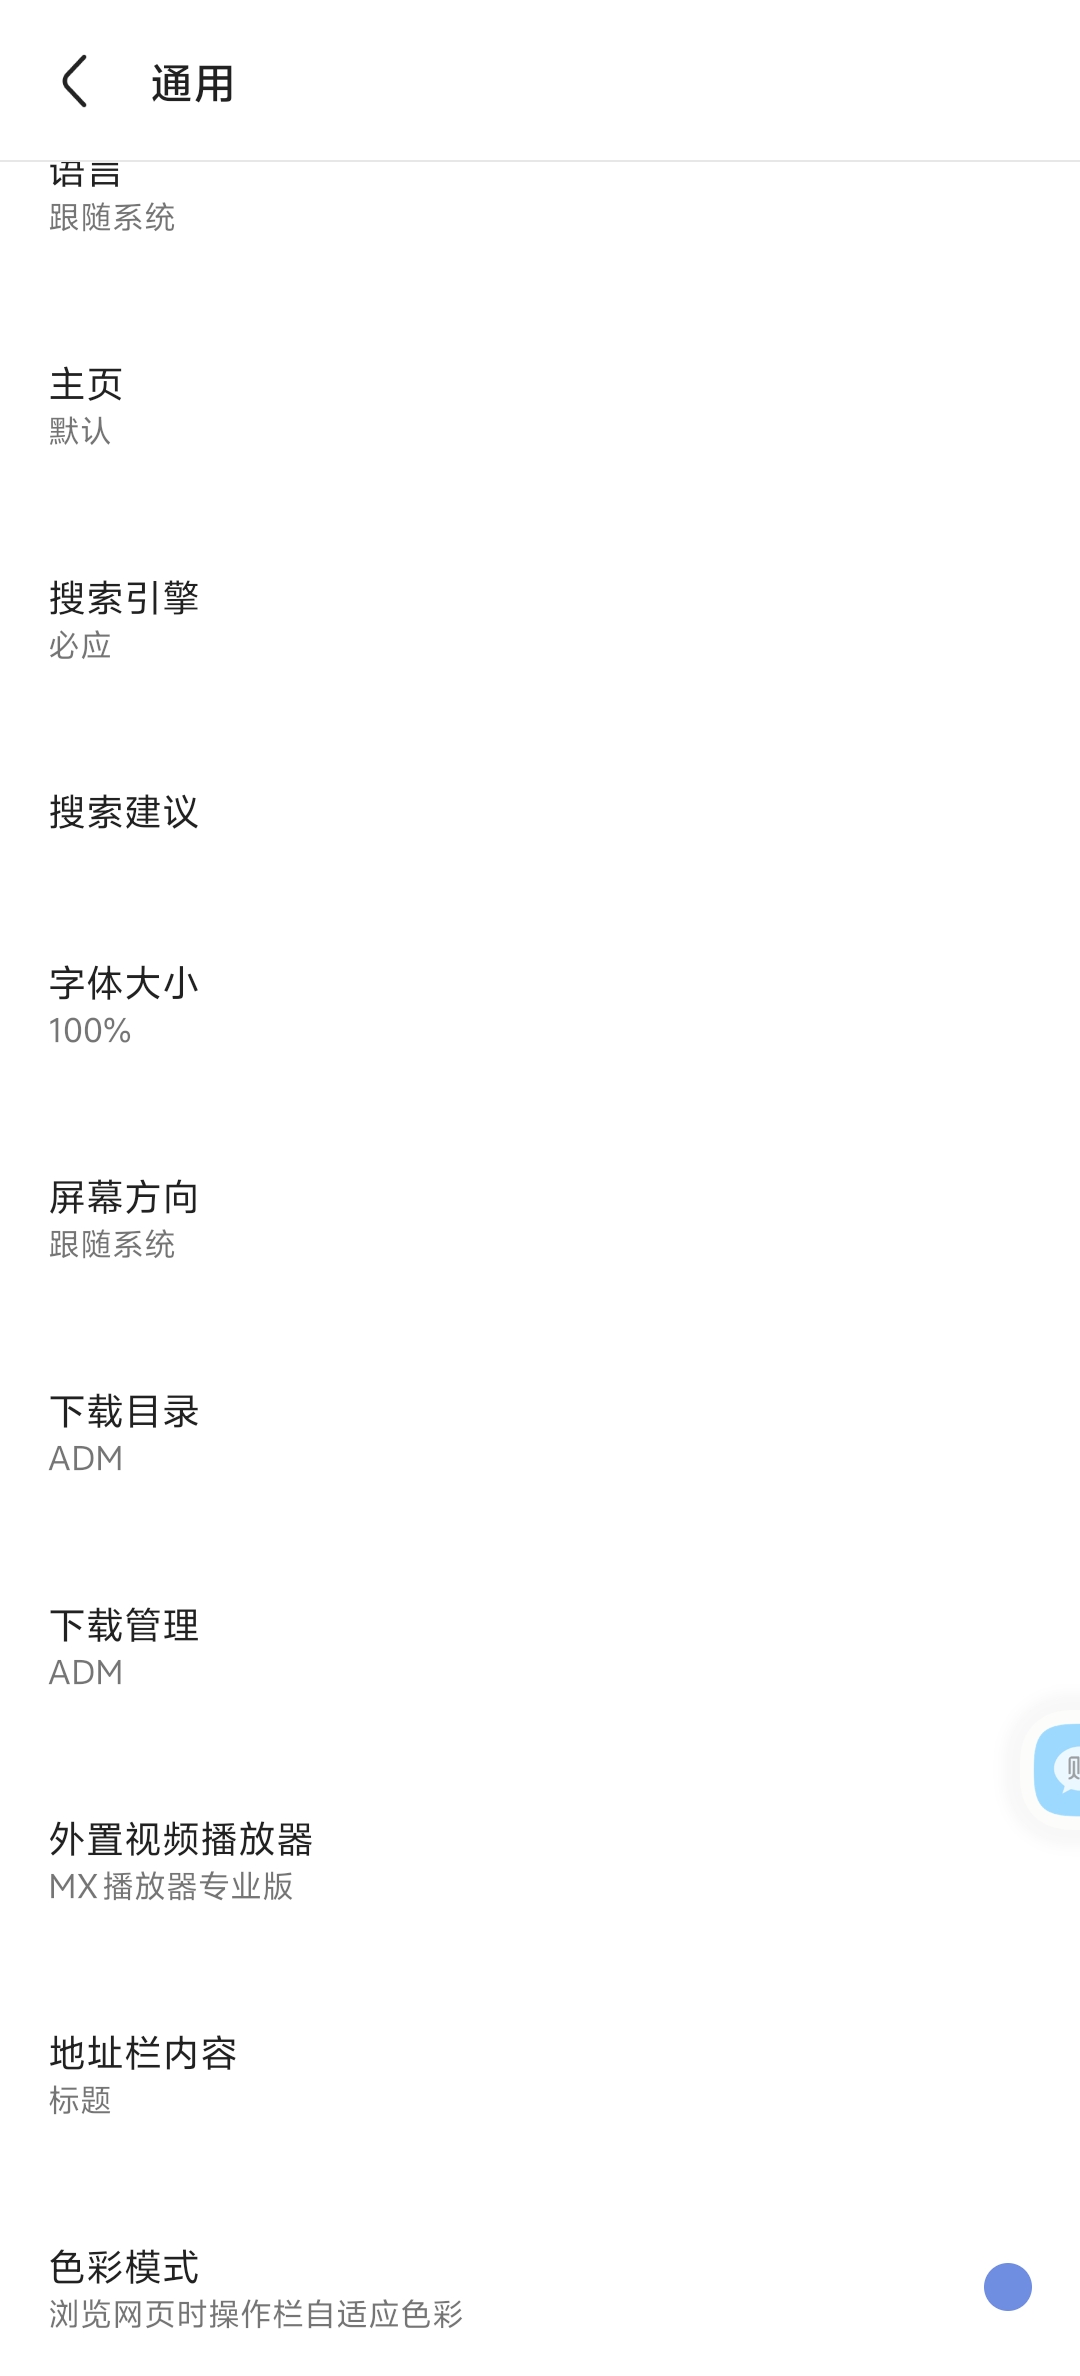 通用
语言
跟随系统
主页
默认
搜索引擎
必应
搜索建议
字体大小
100%
屏幕方向
跟随系统
下载目录
ADM
下载管理
ADM
外置视频播放器
MX播放器专业版
地址栏内容
标题
色彩模式
浏览网页时操作栏自适应色彩